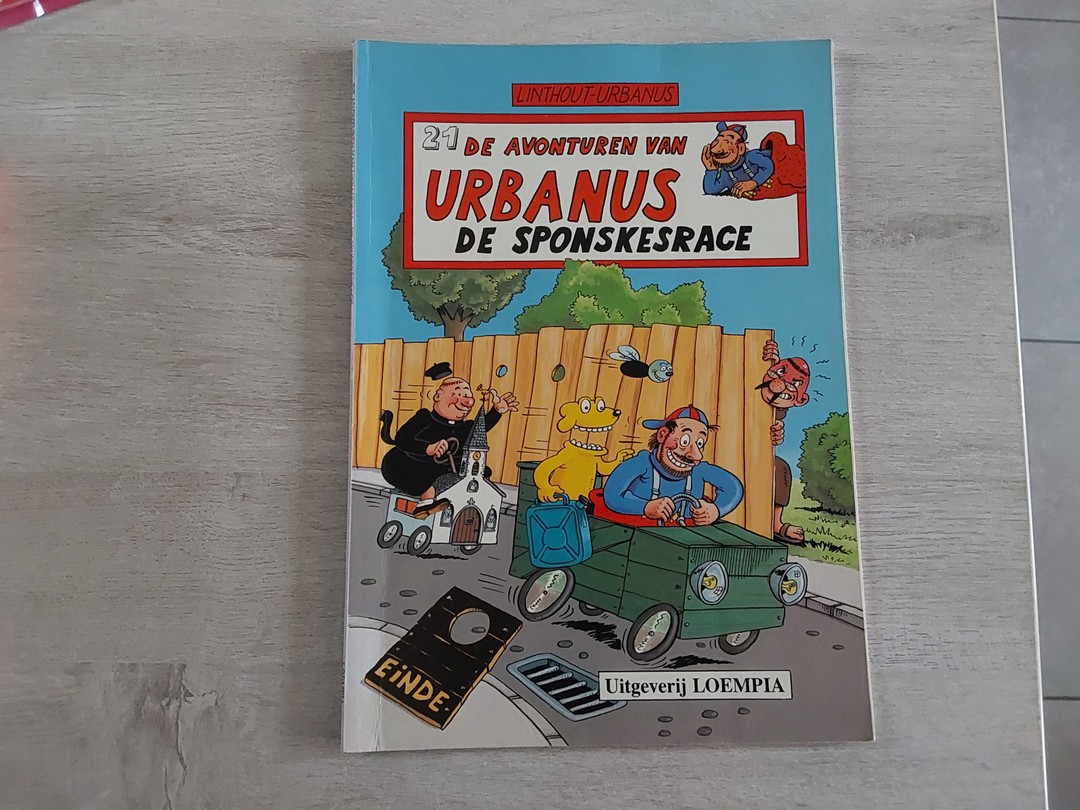 LINTHOUT-URBANUS
21 DE AVONTUREN VAN
URBANUS
DE SPONSKESRACE
EINDE.
Uitgeverij LOEMPIA